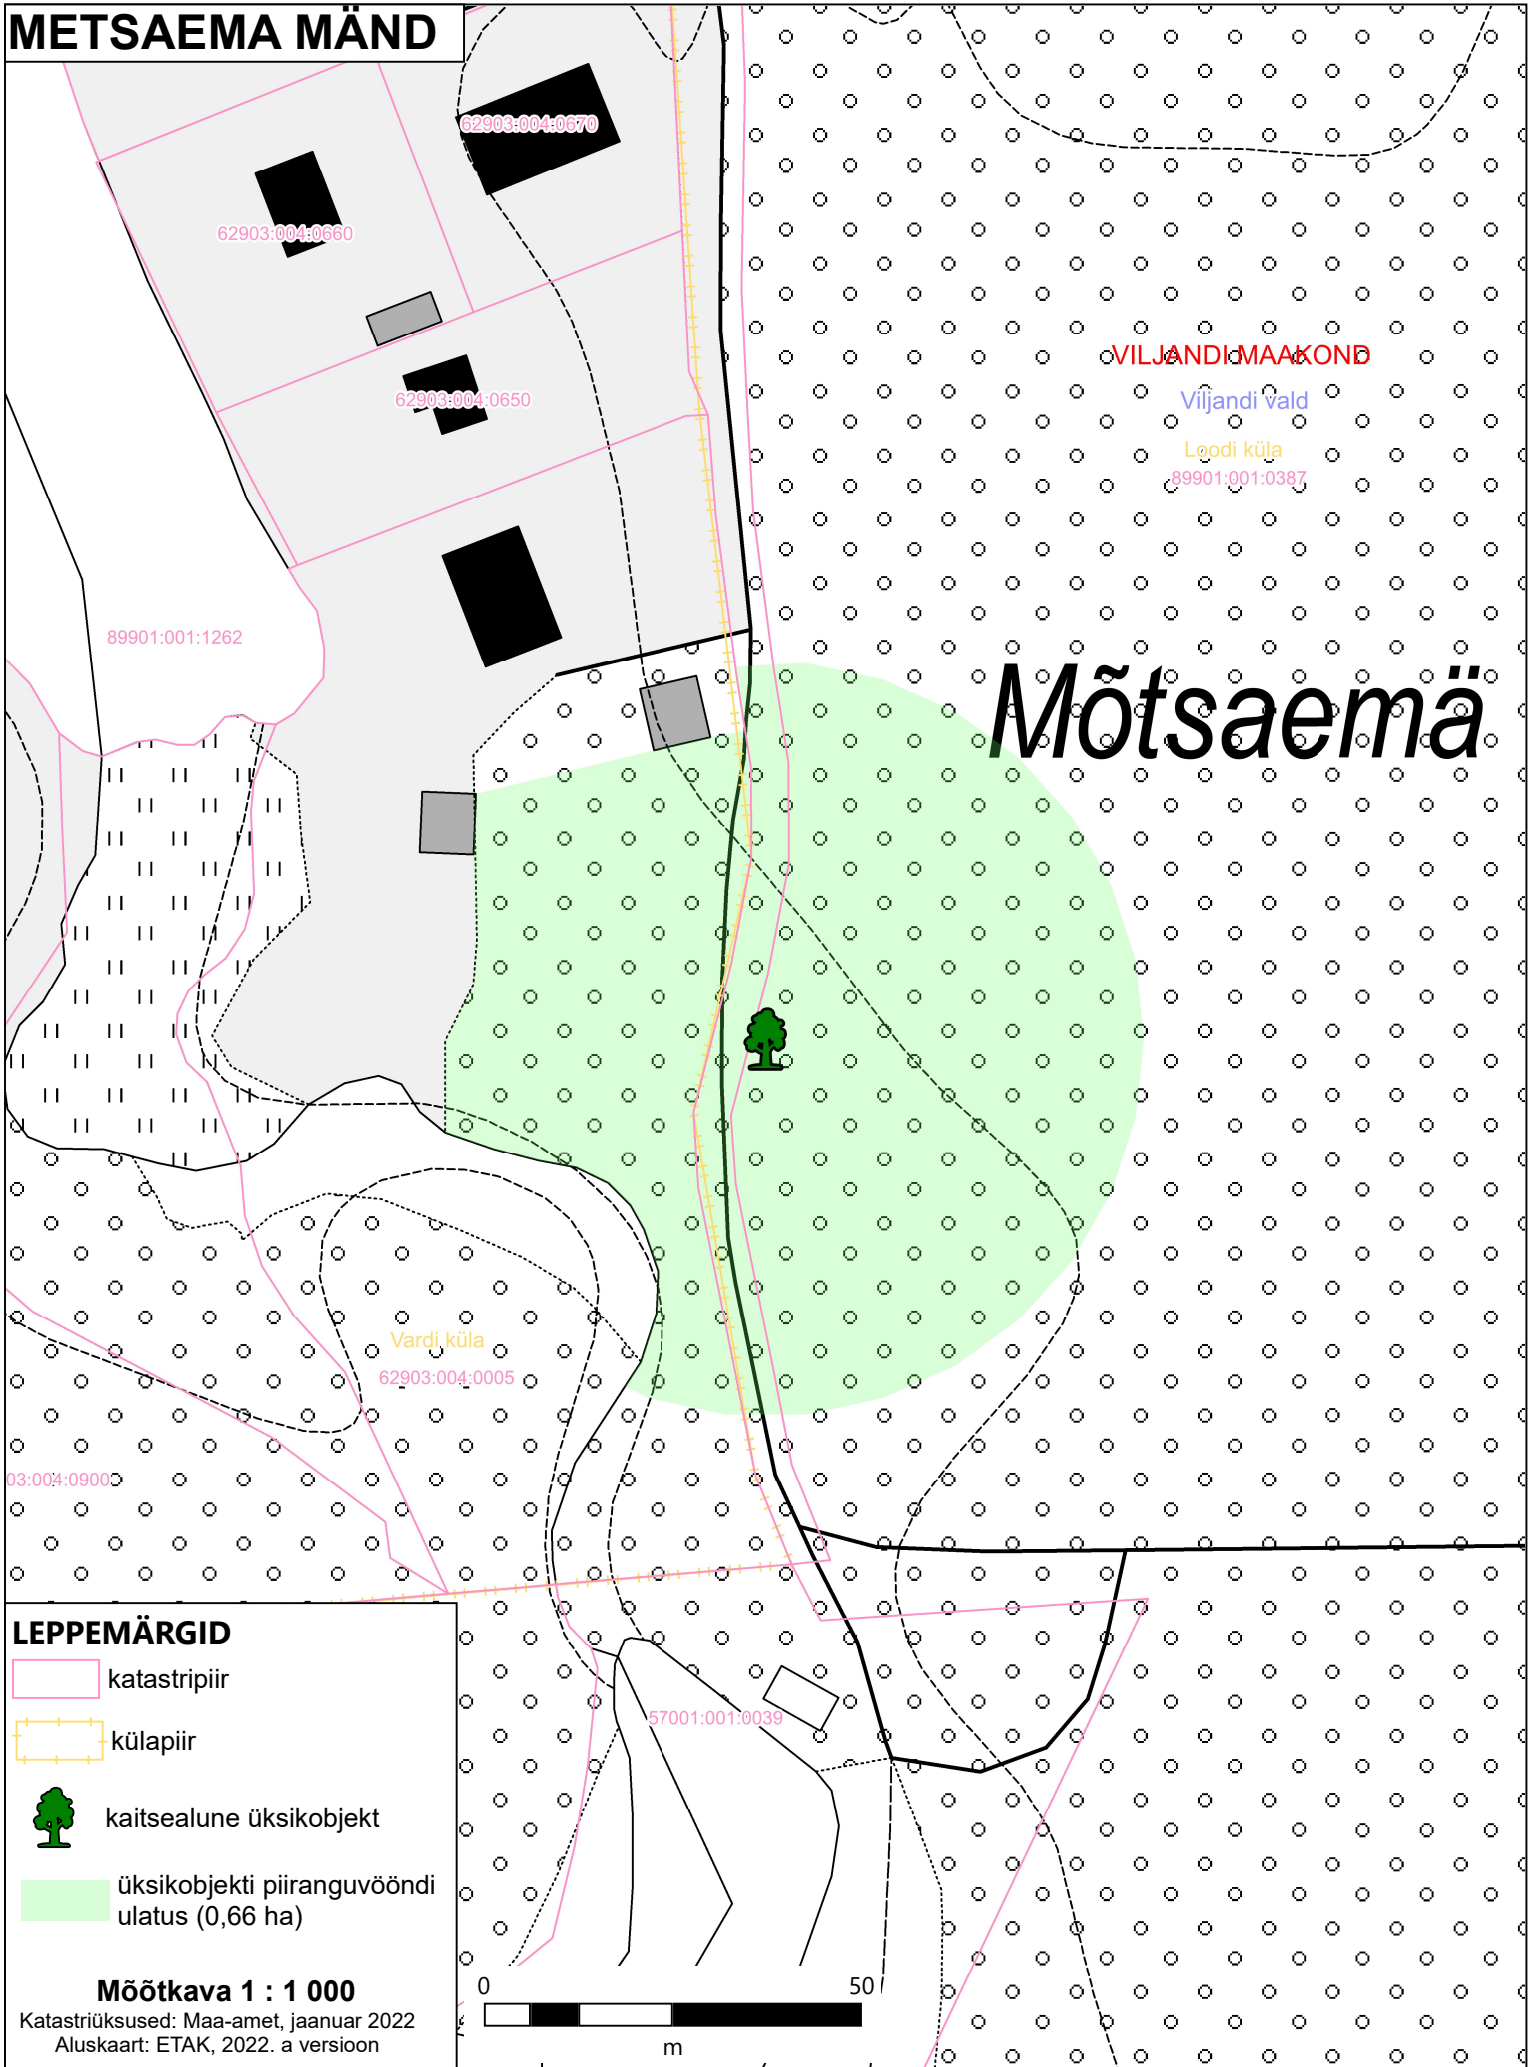 METSAEMA MÄND
62903:004:0670
62903:004:0660
VILJANDI MAAKOND
Viljandi vald
62903:004:0650
Loodi küla
89901:001:0387
89901:001:1262
Mõtsaemä
Vardi küla
62903:004:0005
03:004:0900
57001:001:0039
LEPPEMÄRGID
katastripiir
külapiir
kaitsealune üksikobjekt
üksikobjekti piiranguvööndi
ulatus (0,66 ha)
Mõõtkava 1 : 1 000
Katastriüksused: Maa-amet, jaanuar 2022
Aluskaart: ETAK, 2022. a versioon
0 50
m